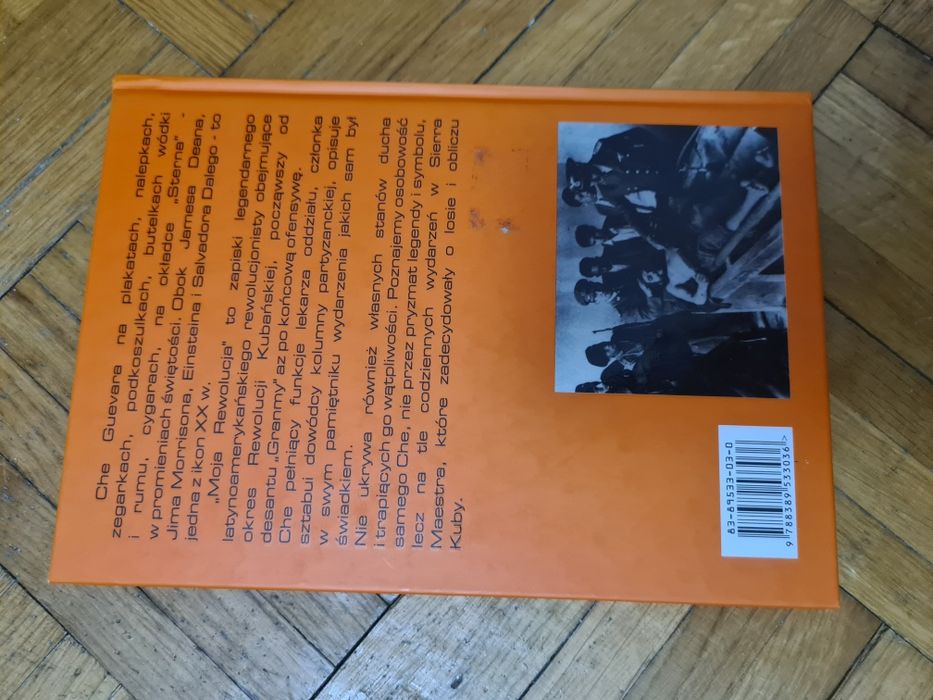 Che Guevara na plakatach, nalepkach,
zegarkach, podkoszulkach, butelkach wódki
i rumu, cygarach, na okładce „Sterna" -
w promieniach świętości. Obok Jamesa Deana,
Jima Morrisona, Einsteina i Salvadora Dalego - to
jedna z ikon XX w.
„Moja Rewolucja" to zapiski legendarnego
latynoamerykańskiego rewolucjonisty obejmujące
okres Rewolucji Kubańskiej, począwszy od
desantu „Granmy" aż po końcową ofensywę.
Che pełniący funkcje lekarza oddziału, członka
sztabui dowódcy kolumny partyzanckiej, opisuje
w swym pamiętniku wydarzenia jakich sam był
świadkiem.
Nie ukrywa również własnych stanów ducha
i trapiących go wątpliwości. Poznajemy osobowość
samego Che, nie przez pryzmat legendy i symbolu,
lecz na tle codziennych wydarzeń w Sierra
Maestra, które zadecydowały o losie i obliczu
Kuby.
83-89533-03-0
9 788389 533036 >